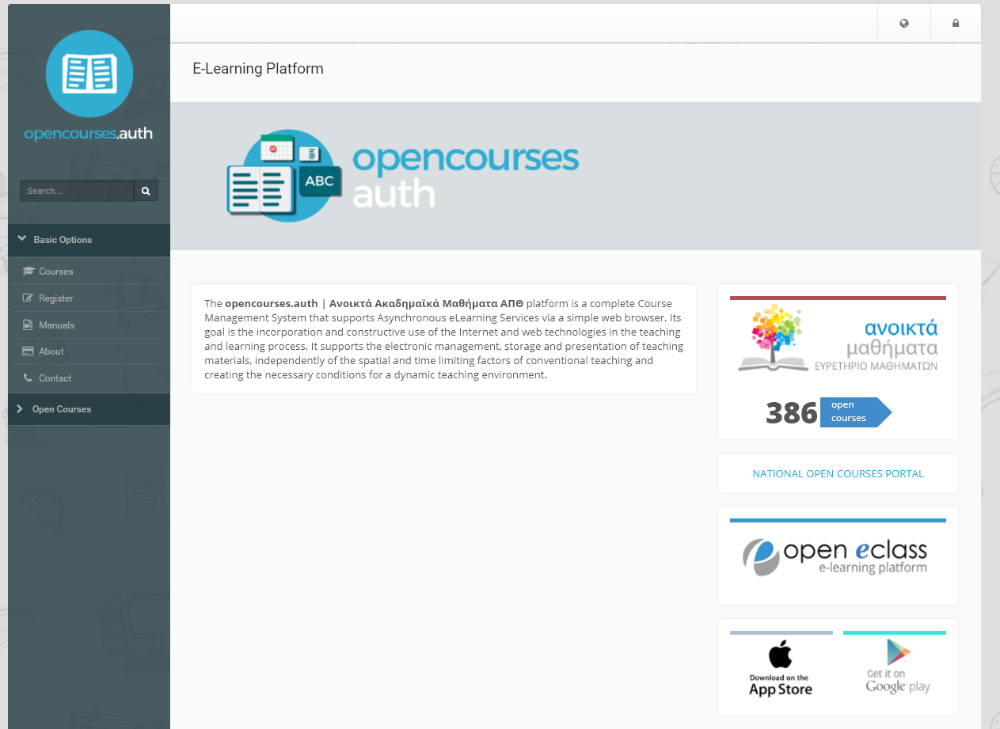 opencourses.auth
Search...
Basic Options
Courses
Register
Manuals
About
Contact
Open Courses
E-Learning Platform
ABC
opencourses
auth
The opencourses.auth | Ανοικτά Ακαδημαϊκά Μαθήματα ΑΠΘ platform is a complete Course
Management System that supports Asynchronous eLearning Services via a simple web browser. Its
goal is the incorporation and constructive use of the Internet and web technologies in the teaching
and learning process. It supports the electronic management, storage and presentation of teaching
materials, independently of the spatial and time limiting factors of conventional teaching and
creating the necessary conditions for a dynamic teaching environment.
ανοικτά
μαθήματα
ΕΥΡΕΤΗΡΙΟ ΜΑΘΗΜΑΤΩΝ
386 open
courses
NATIONAL OPEN COURSES PORTAL
open eclass
e-learning platform
Download on the
App Store
Get it on
Google play